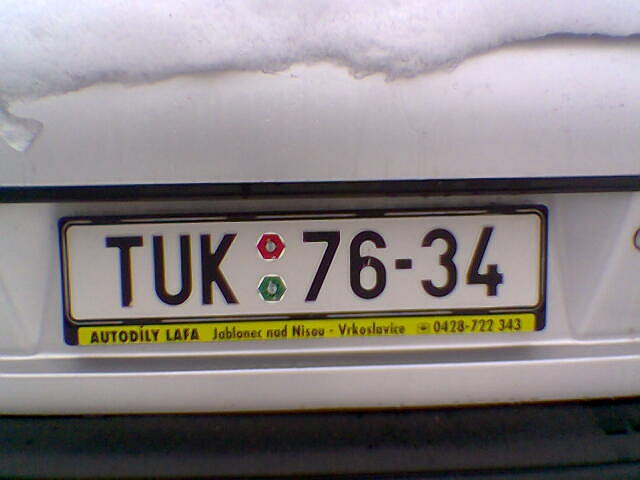 TUK 76-34
AUTODÍLY LAFA Jablonec nad Nisou - Vrkoslavice 0428-722 343